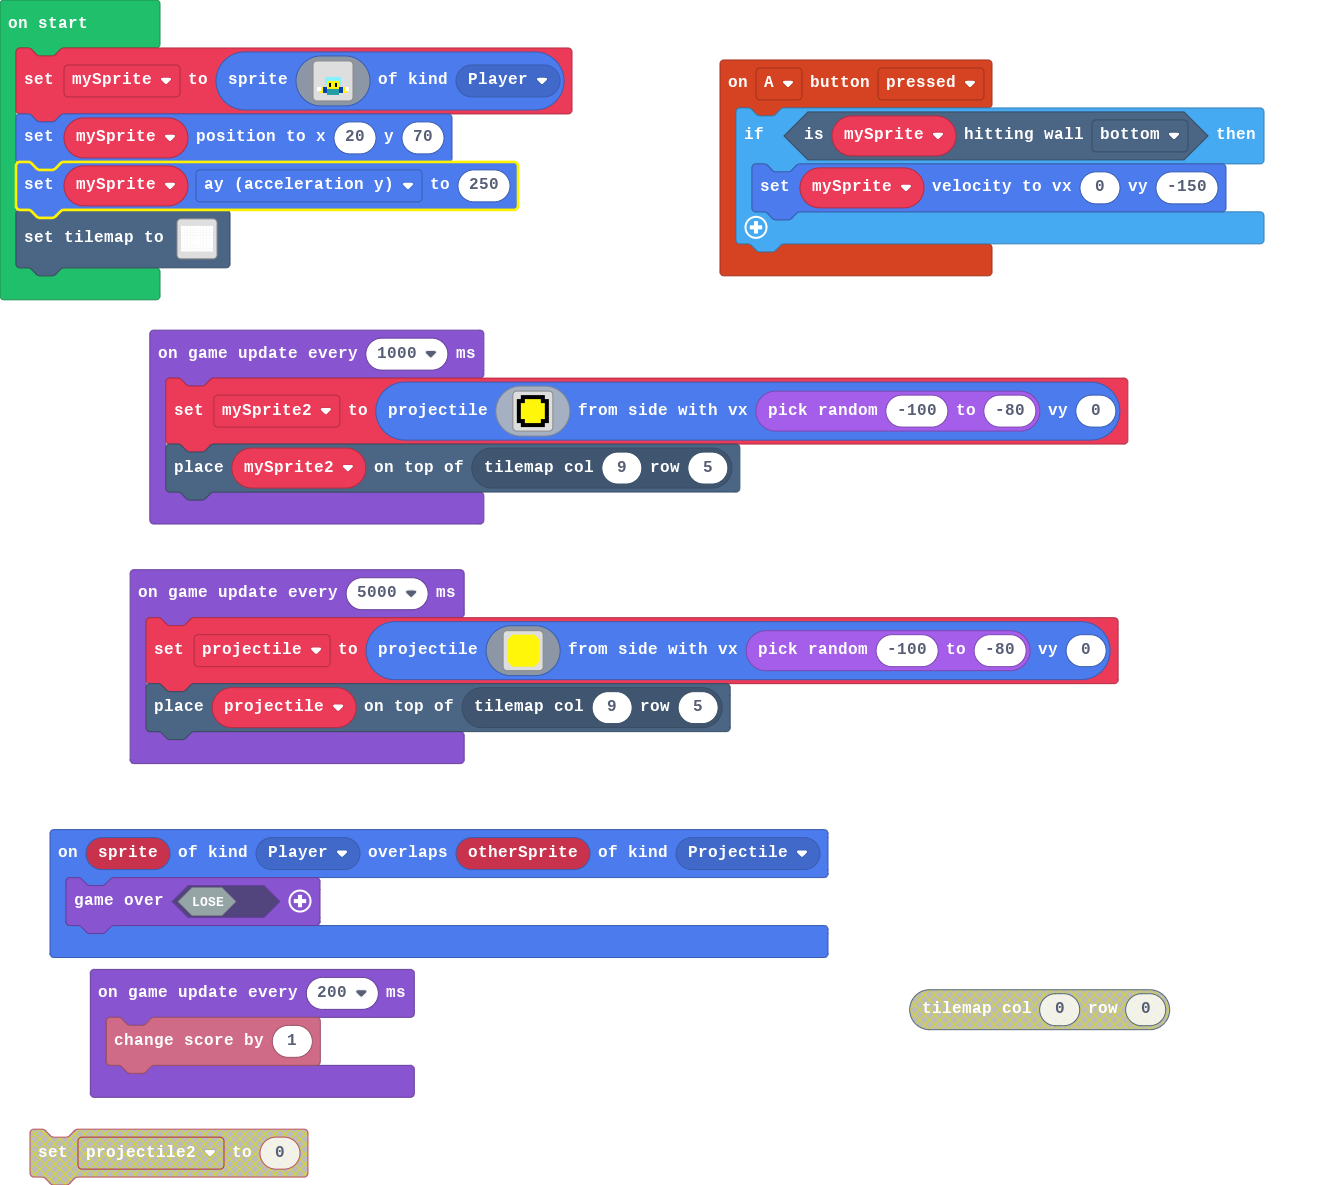 on start
set mySprite to sprite of kind Player
set mySprite position to x 20 y 70
set mySprite ay (acceleration y) to 250
set tilemap to
on A button pressed
if is mySprite hitting wall bottom then
set mySprite velocity to vx 0 vy -150
on game update every 1000 ms
set mySprite2 to projectile from side with vx pick random -100 to -80 vy 0
place mySprite2 on top of tilemap col 9 row 5
on game update every 5000 ms
set projectile to projectile from side with vx pick random -100 to -80 vy 0
place projectile on top of tilemap col 9 row 5
on sprite of kind Player overlaps otherSprite of kind Projectile
game over LOSE
on game update every 200 ms
change score by 1
tilemap col 0 row 0
set projectile2 to 0